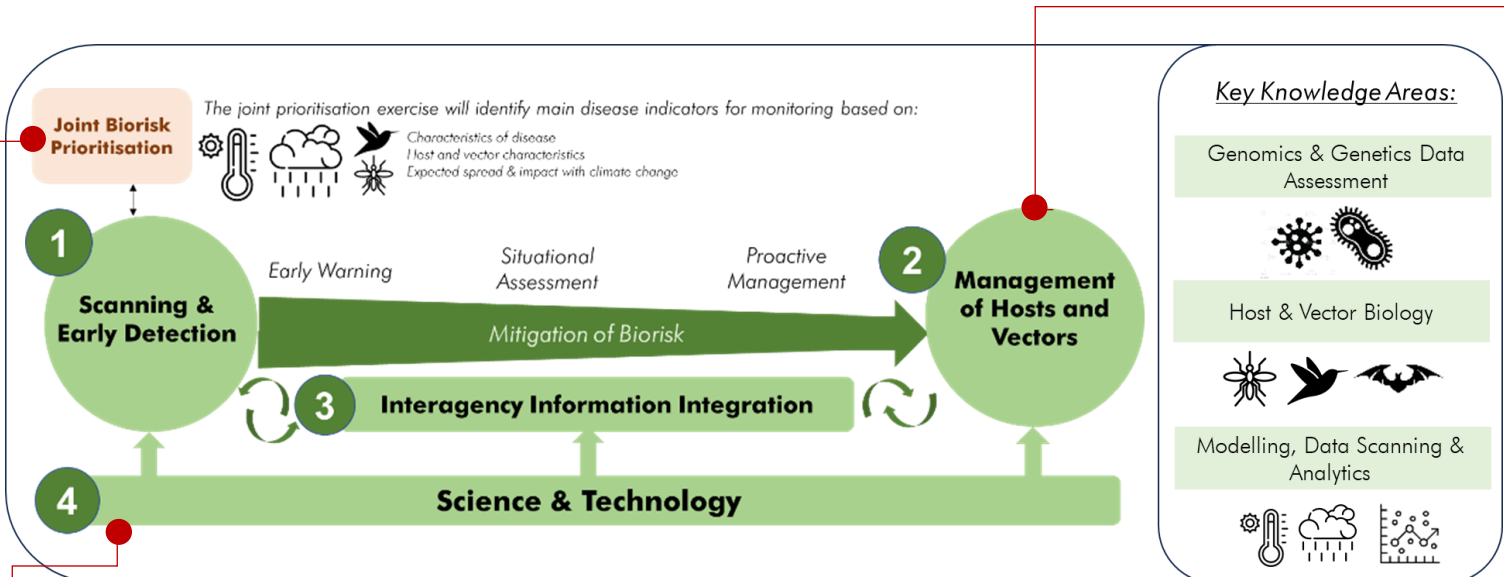 Joint Biorisk
Prioritisation
The joint prioritisation exercise will identify main disease indicators for monitoring based on:
Characteristics of disease
Host and vector characteristics
Expected spread & impact with climate change
1
Scanning &
Early Detection
Early Warning
Situational
Assessment
Proactive
Management
Mitigation of Biorisk
2
Management
of Hosts and
Vectors
3
Interagency Information Integration
4
Science & Technology
Key Knowledge Areas:
Genomics & Genetics Data
Assessment
Host & Vector Biology
Modelling, Data Scanning &
Analytics